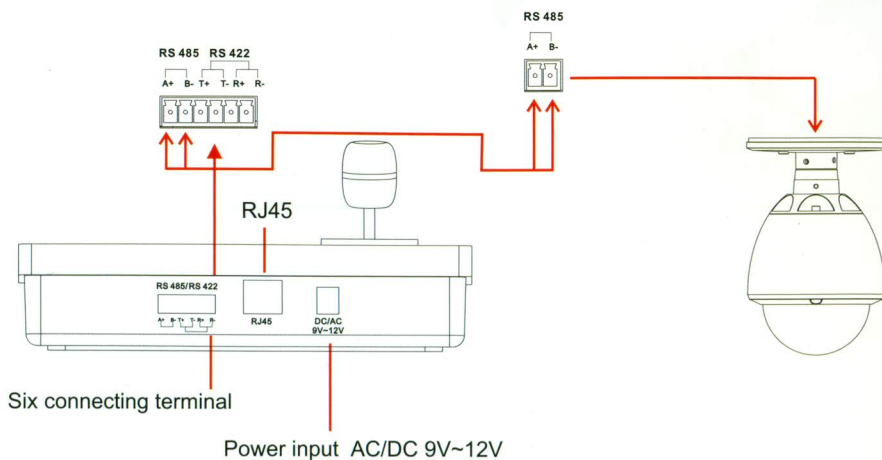 RS 485
A+ B-
RS 485 RS 422
A+ B- T+ T- R+ R-
RJ45
RS 485/RS 422
A+ B- T+ T- R+ R-
RJ45
DC/AC
9V~12V
Six connecting terminal
Power input AC/DC 9V~12V